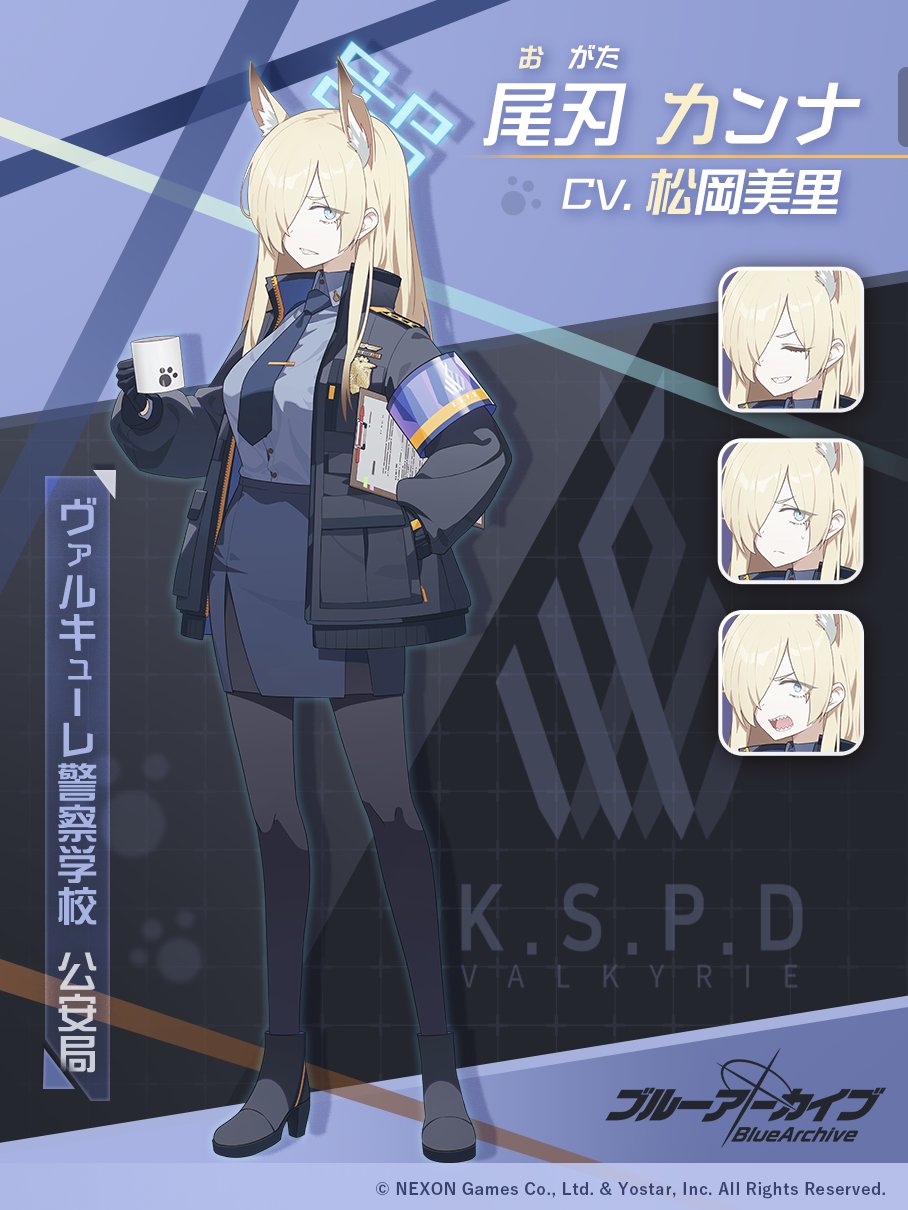 お がた
尾刃 カンナ
CV. 松岡美里
ヴァルキューレ警察学校 公安局
K.S.P.D
VALKYRIE
ブルーアーカイブ
BlueArchive
© NEXON Games Co., Ltd. & Yostar, Inc. All Rights Reserved.